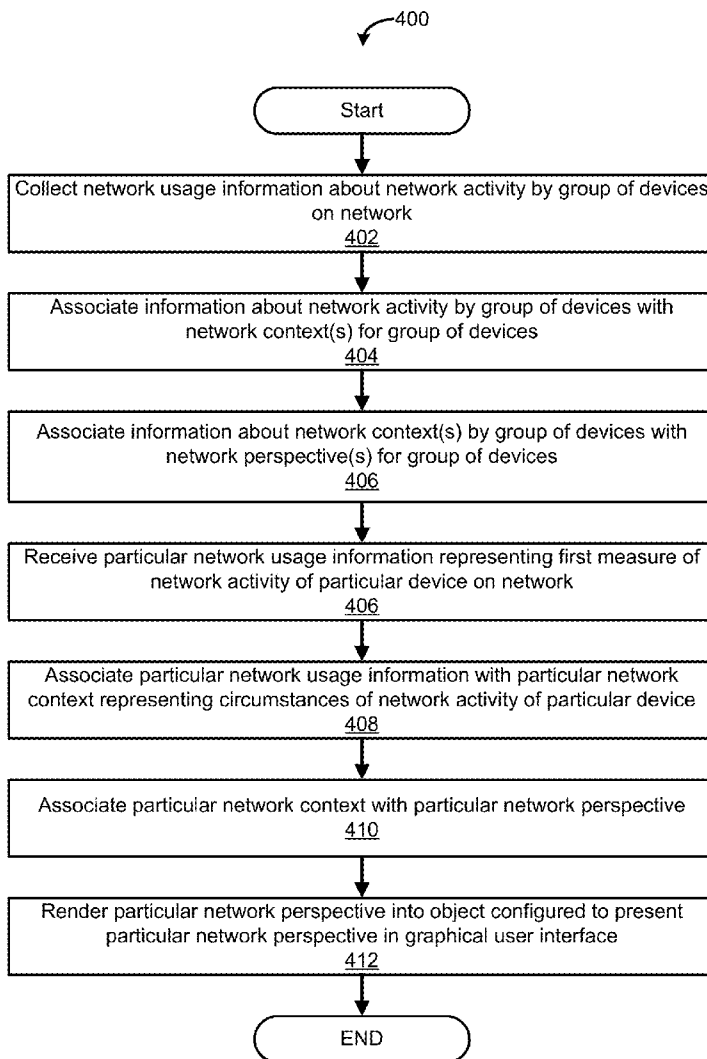 400
Start
Collect network usage information about network activity by group of devices
on network
402
Associate information about network activity by group of devices with
network context(s) for group of devices
404
Associate information about network context(s) by group of devices with
network perspective(s) for group of devices
406
Receive particular network usage information representing first measure of
network activity of particular device on network
406
Associate particular network usage information with particular network
context representing circumstances of network activity of particular device
408
Associate particular network context with particular network perspective
410
Render particular network perspective into object configured to present
particular network perspective in graphical user interface
412
END